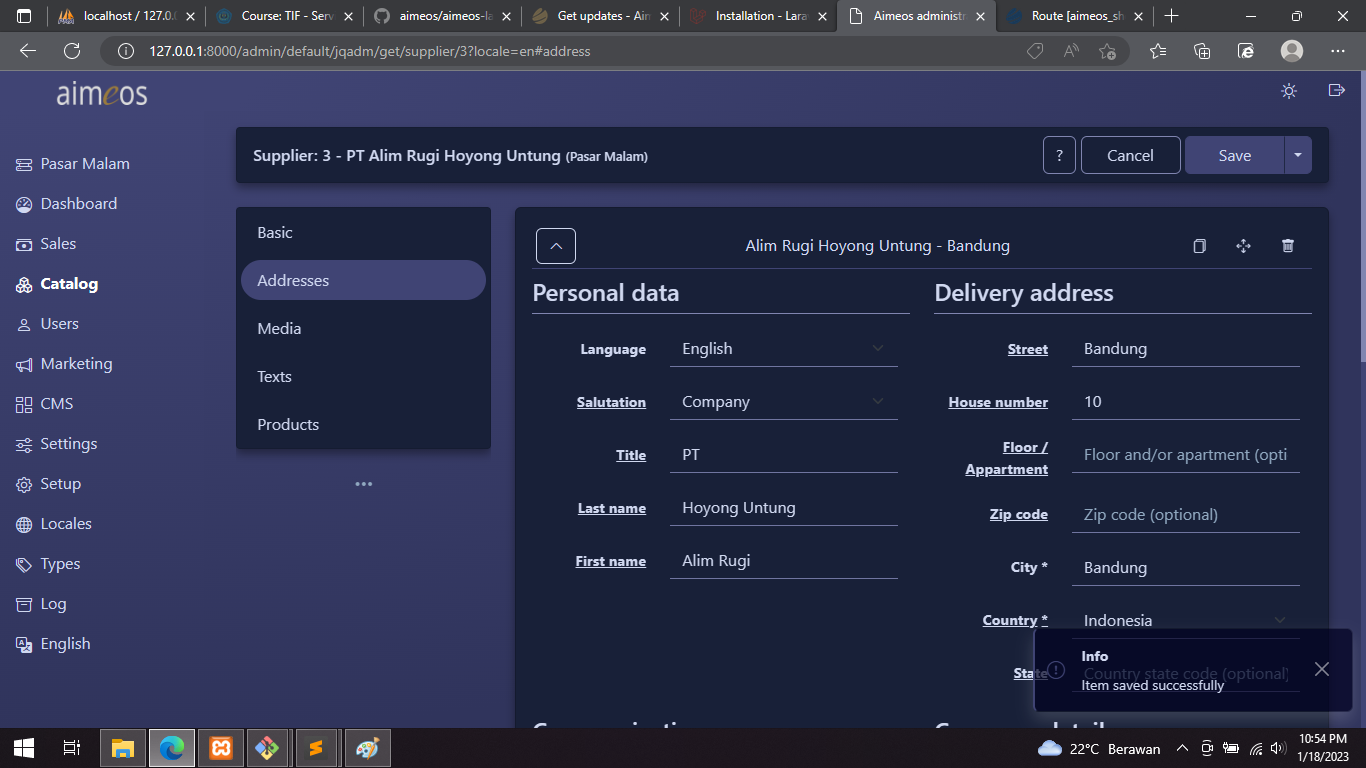 localhost / 127.0.0
Course: TIF - Serv
aimeos/aimeos-la
Get updates - Aim
Installation - Lara
Aimeos administr
Route [aimeos_sh
127.0.0.1:8000/admin/default/jqadm/get/supplier/3?locale=en#address
aimeos
Supplier: 3 - PT Alim Rugi Hoyong Untung (Pasar Malam)
?
Cancel
Save
Pasar Malam
Dashboard
Sales
Catalog
Users
Marketing
CMS
Settings
Setup
Locales
Types
Log
English
Basic
Addresses
Media
Texts
Products
Alim Rugi Hoyong Untung - Bandung
Personal data
Language English
Salutation Company
Title PT
Last name Hoyong Untung
First name Alim Rugi
Delivery address
Street Bandung
House number 10
Floor /
Appartment
Floor and/or apartment (opti
Zip code Zip code (optional)
City * Bandung
Country * Indonesia
State Country state code (optional)
Info
Item saved successfully
22°C Berawan
10:54 PM
1/18/2023